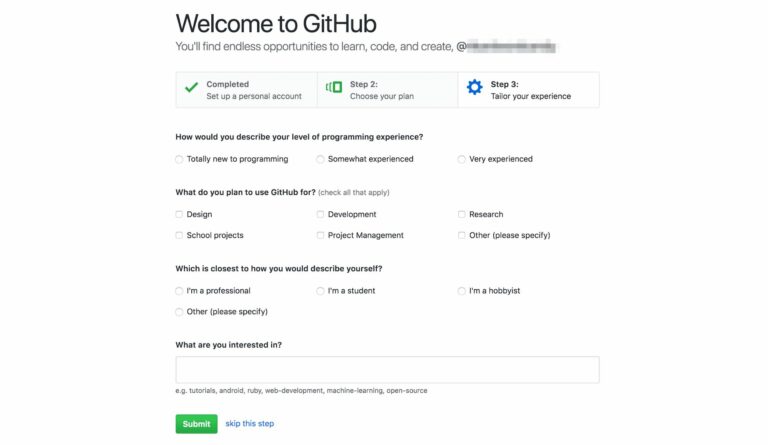 Welcome to GitHub
You'll find endless opportunities to learn, code, and create, @
Completed
Set up a personal account
Step 2:
Choose your plan
Step 3:
Tailor your experience
How would you describe your level of programming experience?
Totally new to programming Somewhat experienced Very experienced
What do you plan to use GitHub for? (check all that apply)
Design Development Research
School projects Project Management Other (please specify)
Which is closest to how you would describe yourself?
I'm a professional I'm a student I'm a hobbyist
Other (please specify)
What are you interested in?
e.g. tutorials, android, ruby, web-development, machine-learning, open-source
Submit skip this step